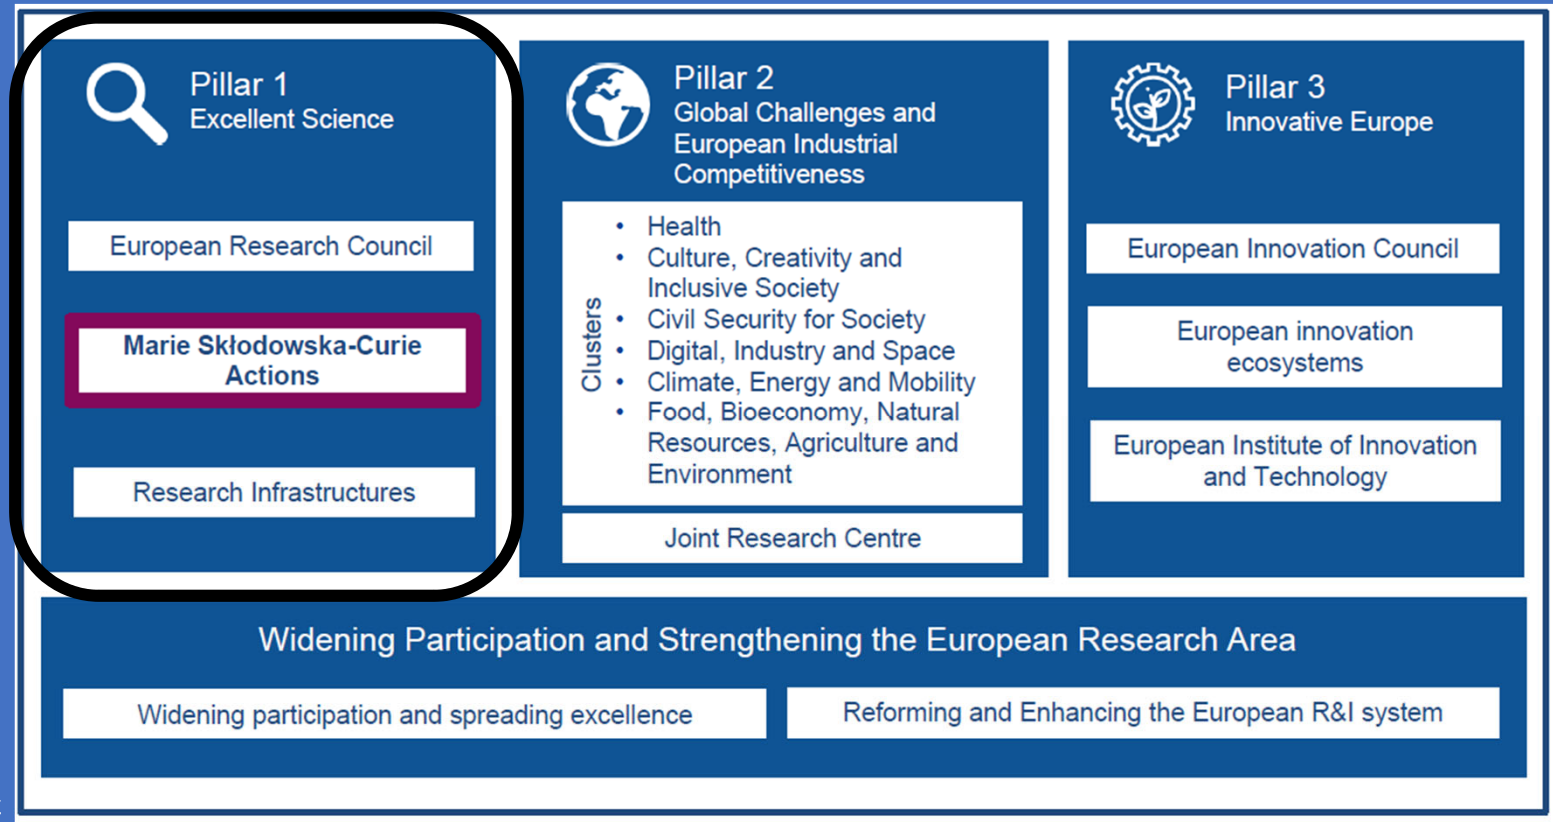 Pillar 1
Excellent Science
European Research Council
Marie Skłodowska-Curie
Actions
Research Infrastructures
Pillar 2
Global Challenges and
European Industrial
Competitiveness
Clusters
• Health
• Culture, Creativity and
Inclusive Society
• Civil Security for Society
• Digital, Industry and Space
• Climate, Energy and Mobility
• Food, Bioeconomy, Natural
Resources, Agriculture and
Environment
Joint Research Centre
Pillar 3
Innovative Europe
European Innovation Council
European innovation
ecosystems
European Institute of Innovation
and Technology
Widening Participation and Strengthening the European Research Area
Widening participation and spreading excellence
Reforming and Enhancing the European R&I system